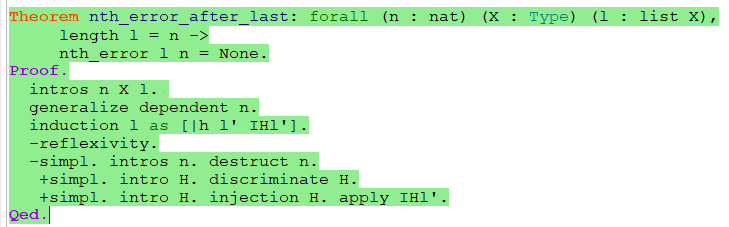 Theorem nth_error_after_last: forall (n : nat) (X : Type) (l : list X),
length l = n ->
nth_error l n = None.
Proof.
intros n X l.
generalize dependent n.
induction l as [|h l' IHl'].
-reflexivity.
-simpl. intros n. destruct n.
+simpl. intro H. discriminate H.
+simpl. intro H. injection H. apply IHl'.
Qed.